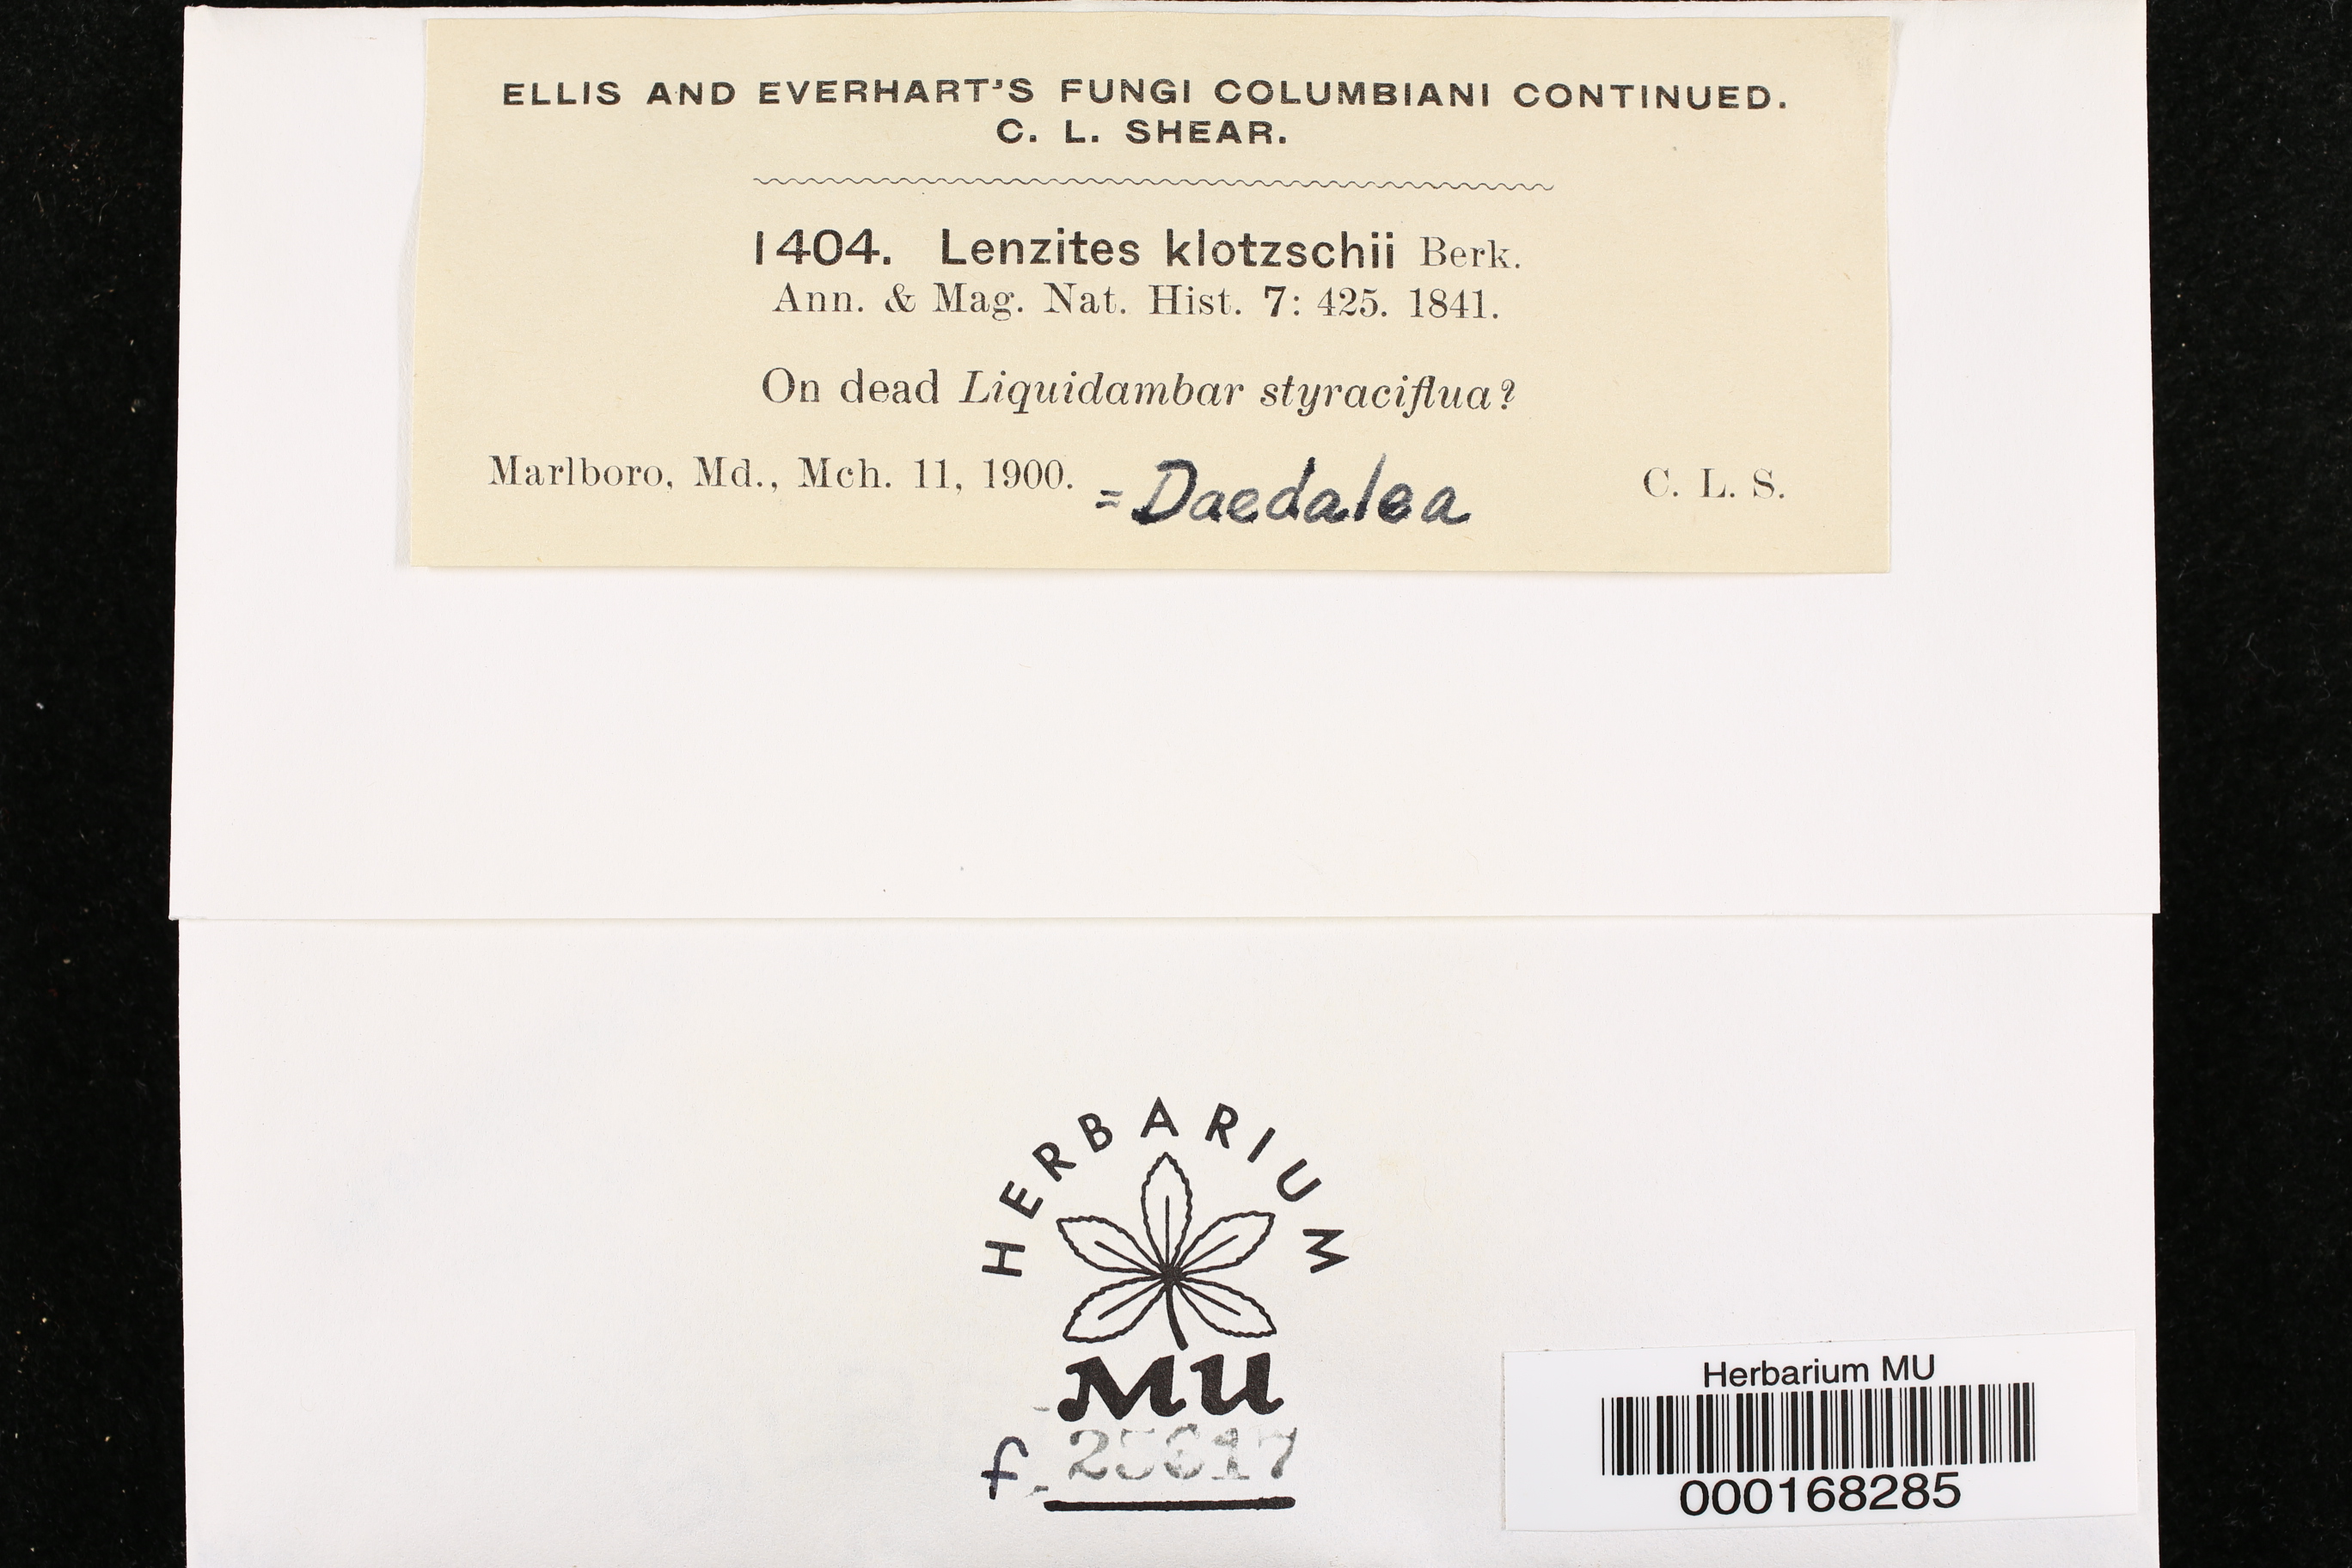 ELLIS AND EVERHART'S FUNGI COLUMBIANI CONTINUED.
C. L. SHEAR.
1404. Lenzites klotzschii Berk.
Ann. & Mag. Nat. Hist. 7: 425. 1841.
On dead Liquidambar styraciflua?
Marlboro, Md., Mch. 11, 1900. = Daedalea C. L. S.
HERBARIUM
MU
f. 25617
Herbarium MU
000168285